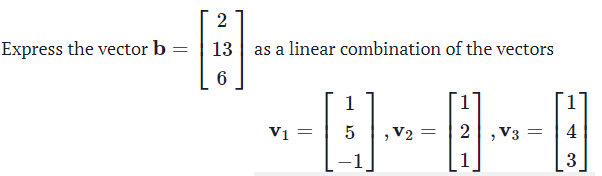 Express the vector b = [2 13 6] as a linear combination of the vectors
v₁ = [1 5 −1], v₂ = [1 2 1], v₃ = [1 4 3]